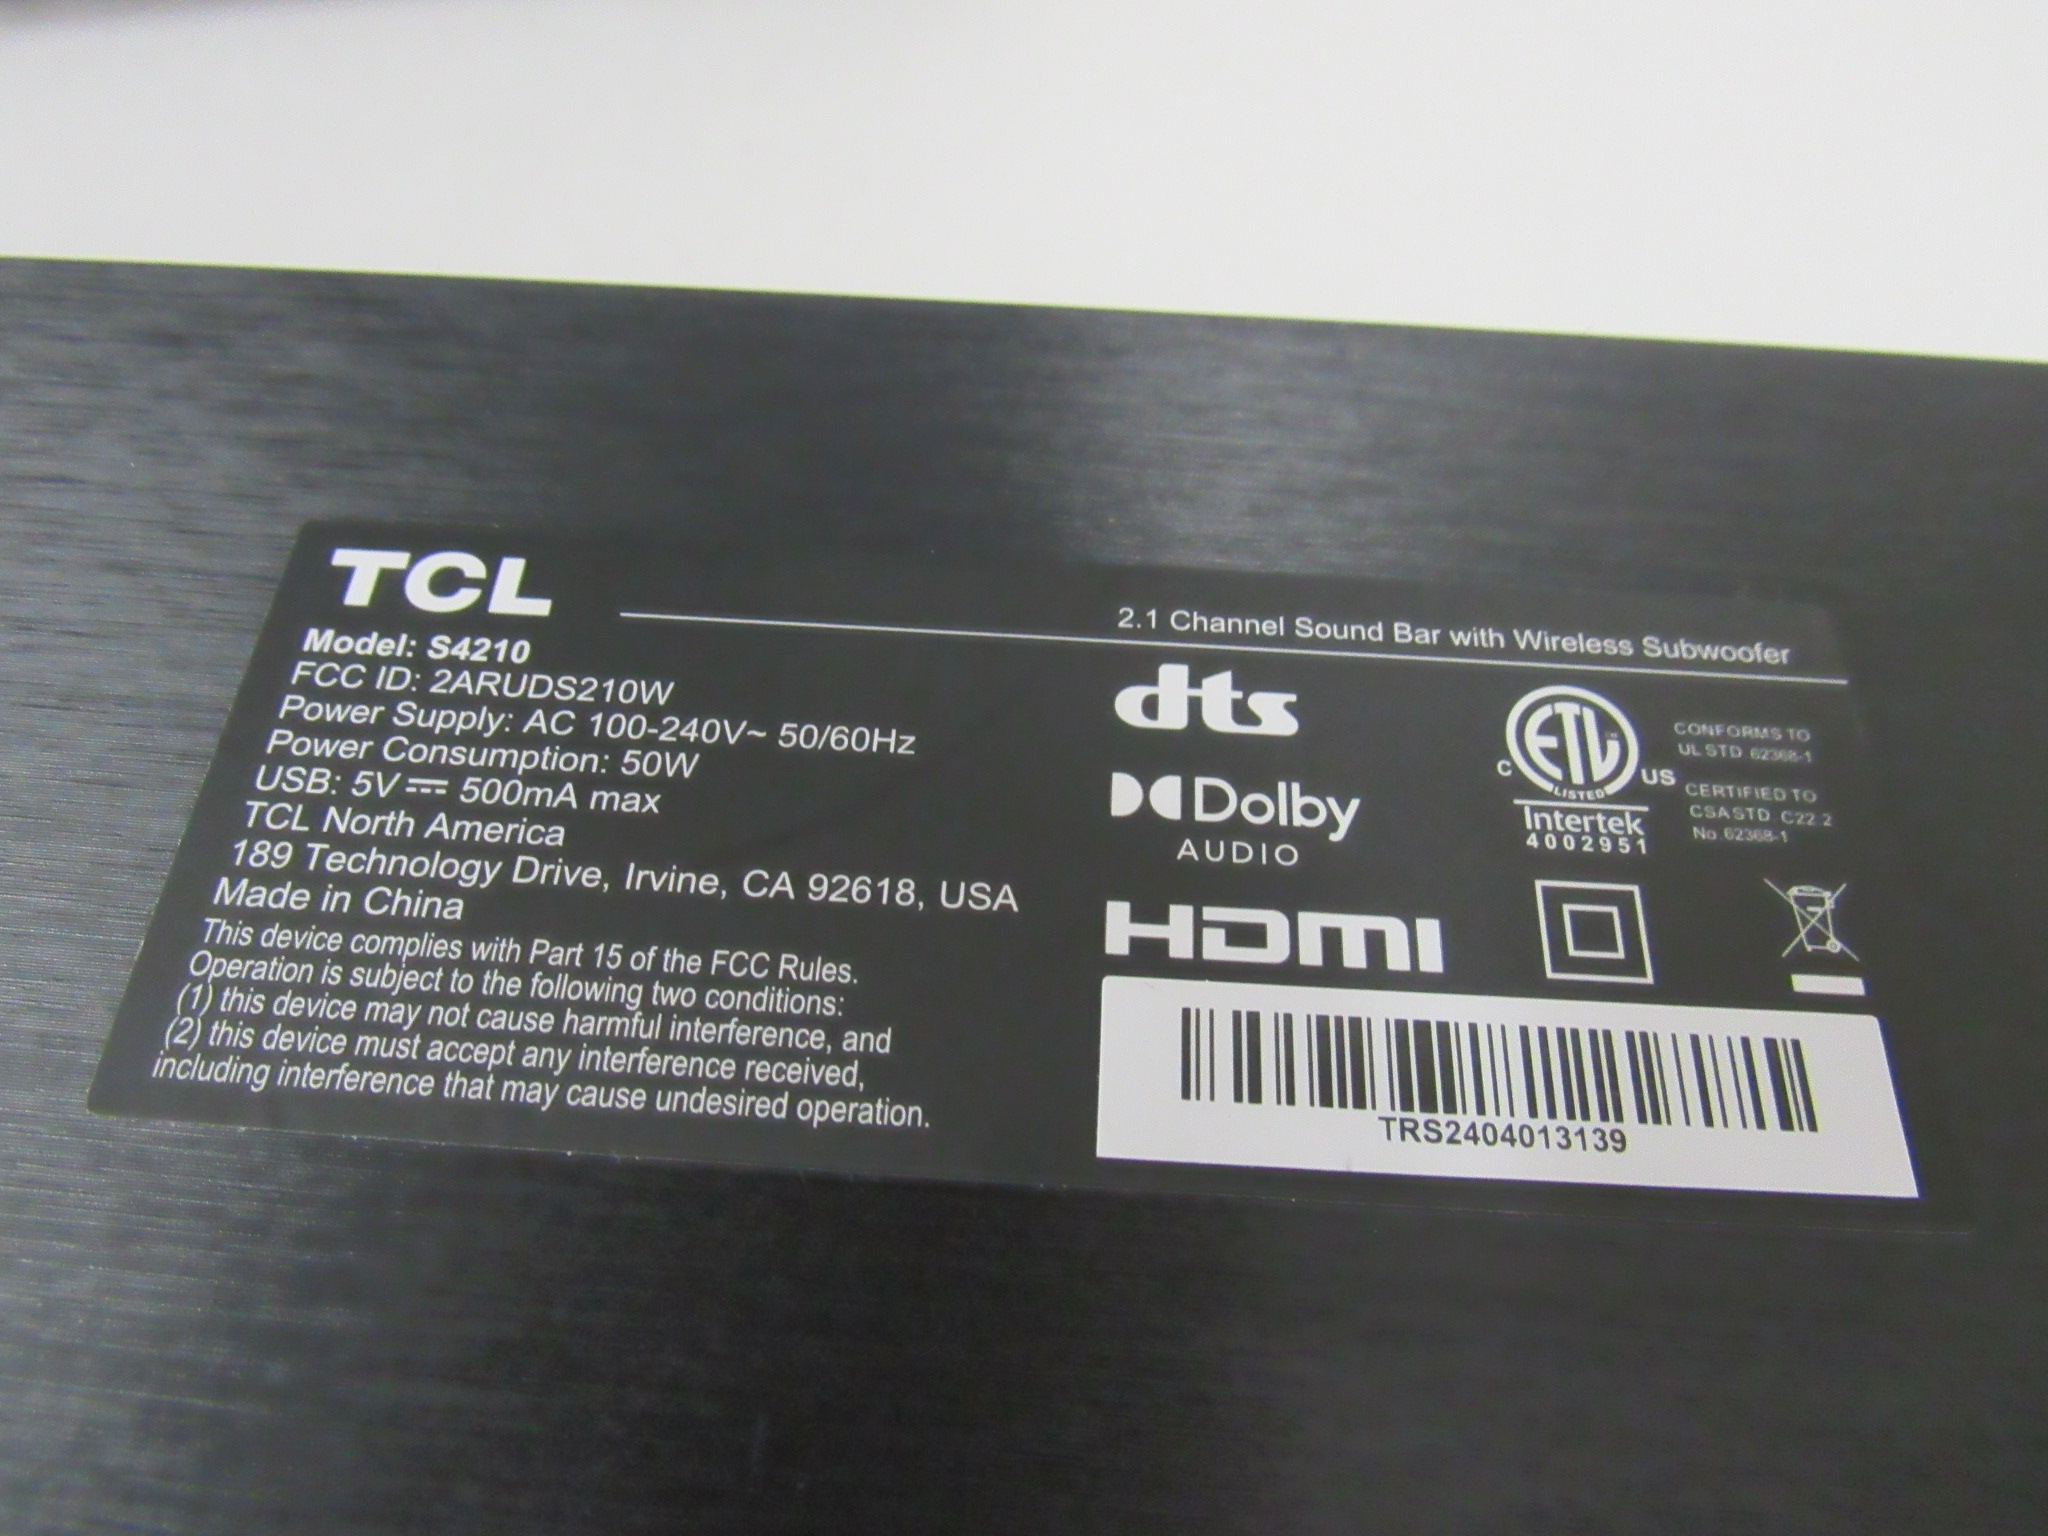 TCL
2.1 Channel Sound Bar with Wireless Subwoofer
Model: S4210
FCC ID: 2ARUDS210W
Power Supply: AC 100-240V~ 50/60Hz
Power Consumption: 50W
USB: 5V⎓ 500mA max
TCL North America
189 Technology Drive, Irvine, CA 92618, USA
Made in China
This device complies with Part 15 of the FCC Rules.
Operation is subject to the following two conditions:
(1) this device may not cause harmful interference, and
(2) this device must accept any interference received,
including interference that may cause undesired operation.
dts
Dolby
AUDIO
HDMI
C ETL US
LISTED
Intertek
4002951
CONFORMS TO
UL STD 62368-1
CERTIFIED TO
CSA STD C22.2
No.62368-1
TRS2404013139